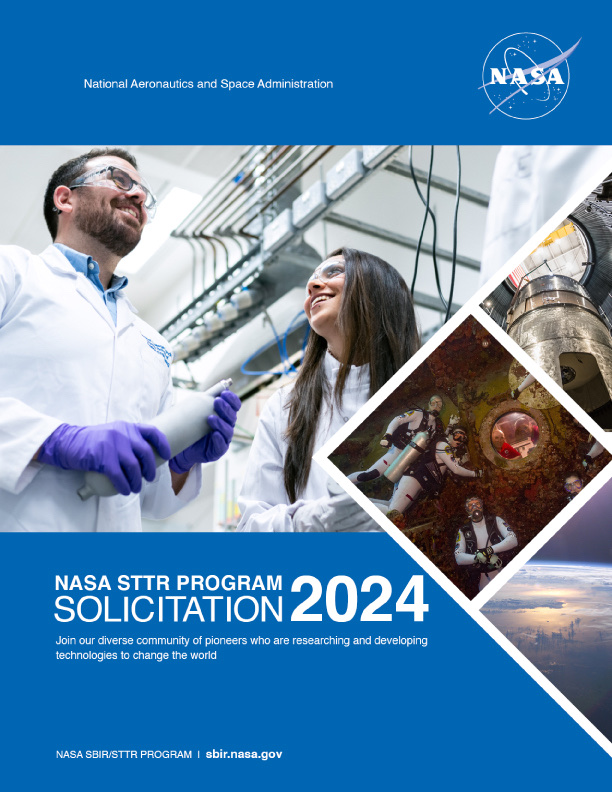 National Aeronautics and Space Administration
NASA
NASA STTR PROGRAM
SOLICITATION 2024
Join our diverse community of pioneers who are researching and developing
technologies to change the world
NASA SBIR/STTR PROGRAM | sbir.nasa.gov